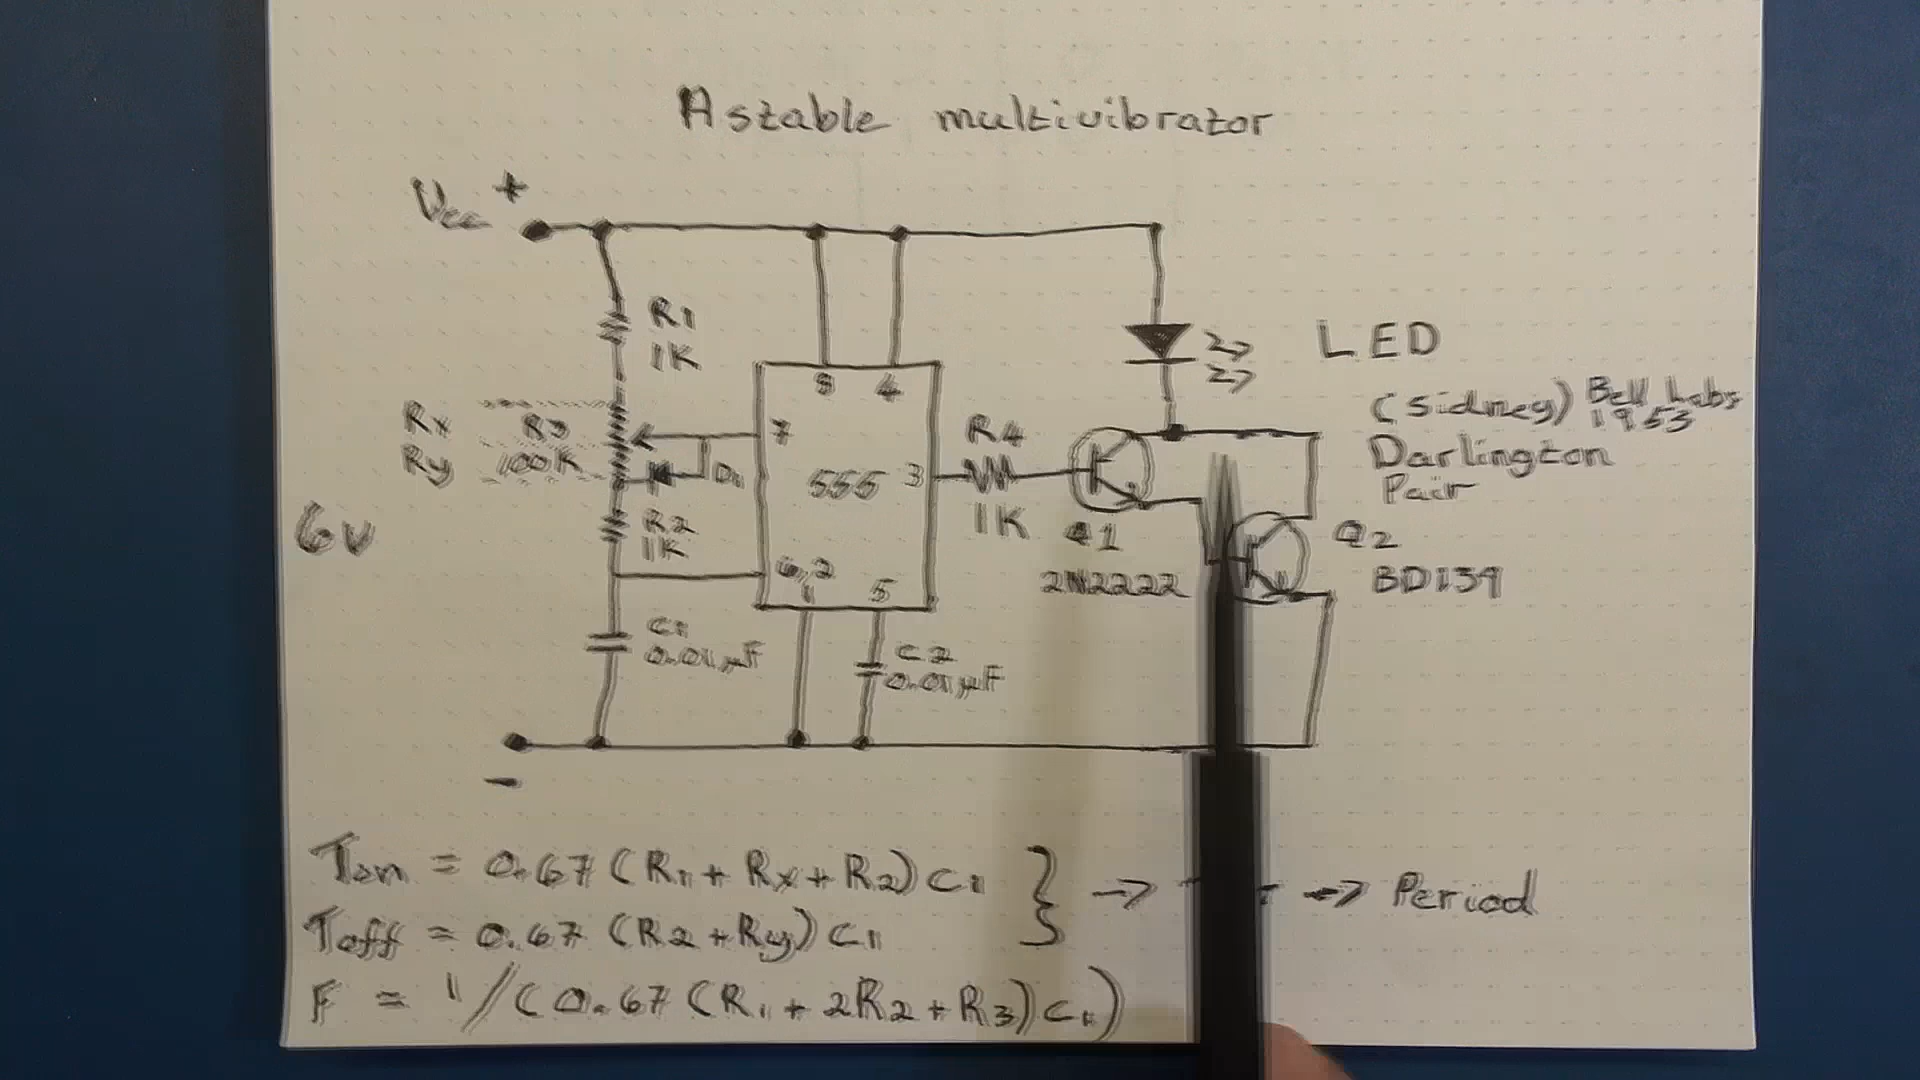 Astable multivibrator
Vcc +
R1
1K
LED
8 4
(Sidney) Bell Labs
1953
Rx R3
7
R4
Darlington
Ry 100K
D1
555 3
Pair
1K
R2
1K
Q1
Q2
6V
6,2
1 5
2N2222
BD139
C1
0.01µF
C2
0.01µF
-
Ton = 0.67 (R1 + Rx + R2) C1
} → → Period
Toff = 0.67 (R2 + Ry) C1
F = 1/(0.67 (R1 + 2R2 + R3) C1)